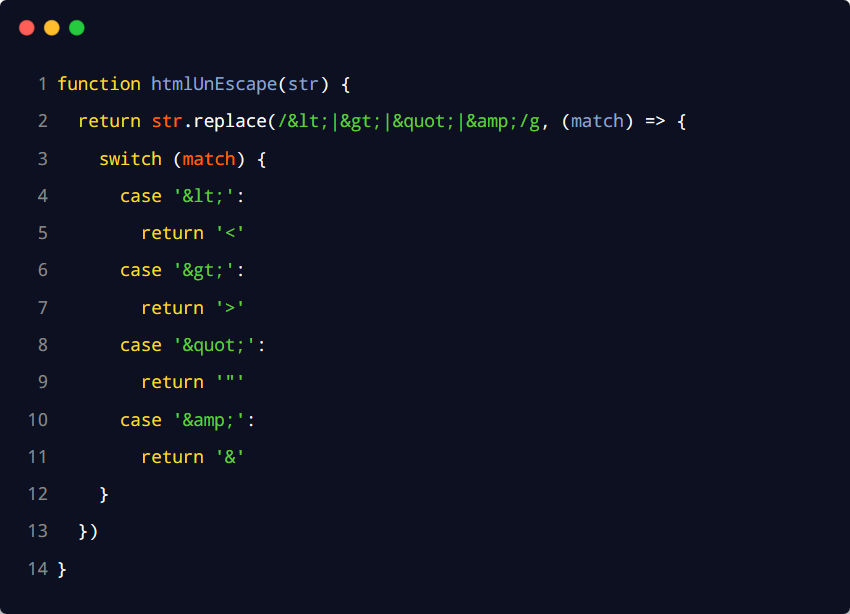 1 function htmlUnEscape(str) {
2   return str.replace(/&lt;|&gt;|&quot;|&amp;/g, (match) => {
3     switch (match) {
4       case '&lt;':
5         return '<'
6       case '&gt;':
7         return '>'
8       case '&quot;':
9         return '"'
10       case '&amp;':
11         return '&'
12     }
13   })
14 }